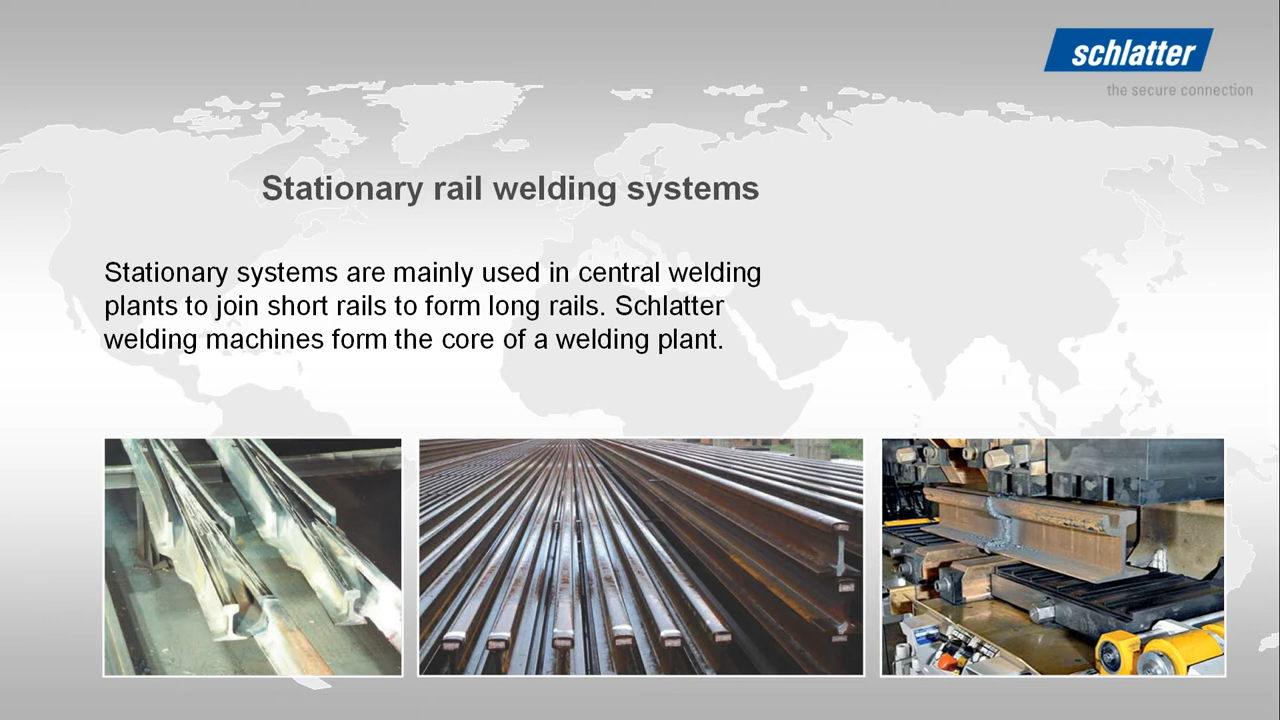 schlatter
the secure connection
Stationary rail welding systems
Stationary systems are mainly used in central welding
plants to join short rails to form long rails. Schlatter
welding machines form the core of a welding plant.